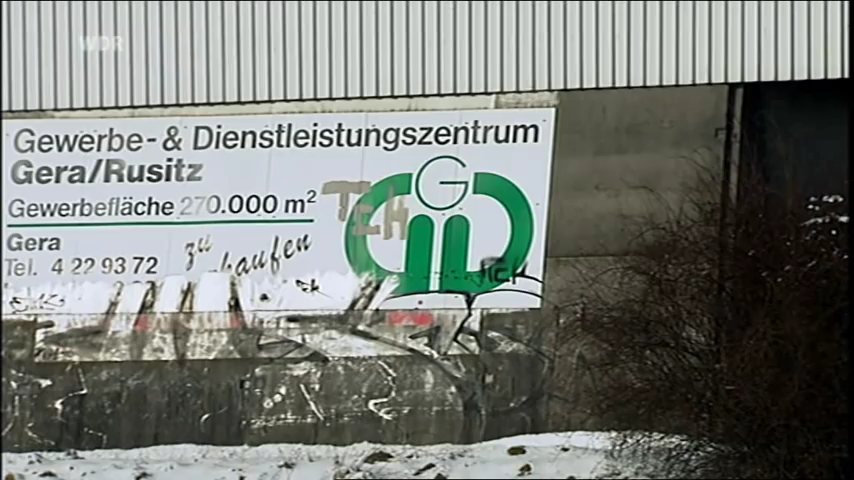 WDR
Gewerbe-& Dienstleistungszentrum
Gera/Rusitz
Gewerbefläche 270.000 m²
Gera
Tel. 4 22 93 72
zu
kaufen
G